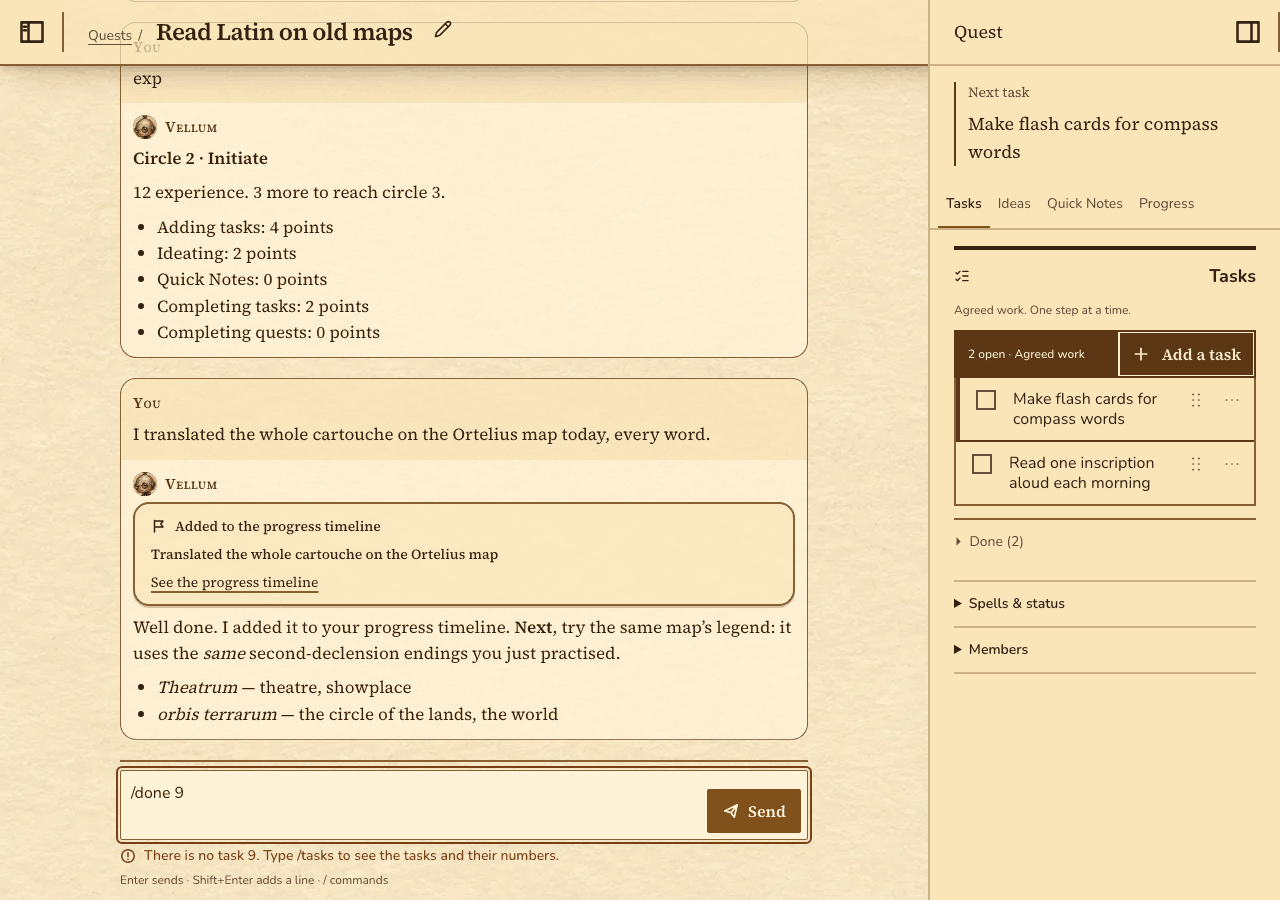 Quests / Read Latin on old maps
You
exp
Vellum
Circle 2 · Initiate
12 experience. 3 more to reach circle 3.
Adding tasks: 4 points
Ideating: 2 points
Quick Notes: 0 points
Completing tasks: 2 points
Completing quests: 0 points
You
I translated the whole cartouche on the Ortelius map today, every word.
Vellum
Added to the progress timeline
Translated the whole cartouche on the Ortelius map
See the progress timeline
Well done. I added it to your progress timeline. Next, try the same map’s legend: it
uses the same second-declension endings you just practised.
Theatrum — theatre, showplace
orbis terrarum — the circle of the lands, the world
/done 9
Send
There is no task 9. Type /tasks to see the tasks and their numbers.
Enter sends · Shift+Enter adds a line · / commands
Quest
Next task
Make flash cards for compass
words
Tasks Ideas Quick Notes Progress
Tasks
Agreed work. One step at a time.
2 open · Agreed work
Add a task
Make flash cards for
compass words
Read one inscription
aloud each morning
Done (2)
Spells & status
Members